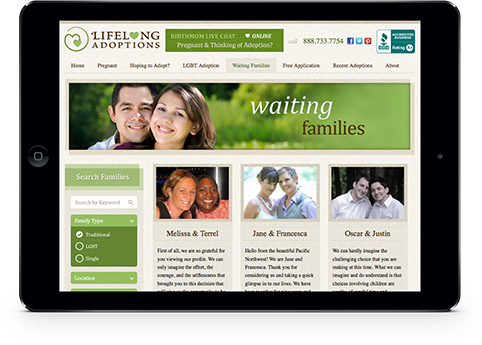 LIFELONG
ADOPTIONS
BIRTHMOM LIVE CHAT ONLINE
Pregnant & Thinking of Adoption?
call 888.733.7754
BBB
ACCREDITED
BUSINESS
Rating A+
Home Pregnant Hoping to Adopt? LGBT Adoption Waiting Families Free Application Recent Adoptions About
waiting
families
Search Families
Search by Keyword
Family Type
Traditional
LGBT
Single
Location
Melissa & Terrel
First of all, we are so grateful for
you viewing our profile. We can
only imagine the effort, the
courage, and the selflessness that
brought you to this decision that
Jane & Francesca
Hello from the beautiful Pacific
Northwest! We are Jane and
Francesca. Thank you for
considering us and taking a quick
glimpse in to our lives. We have
Oscar & Justin
We can hardly imagine the
challenging choice that you are
making at this time. What we can
imagine and do understand is that
choices involving children are